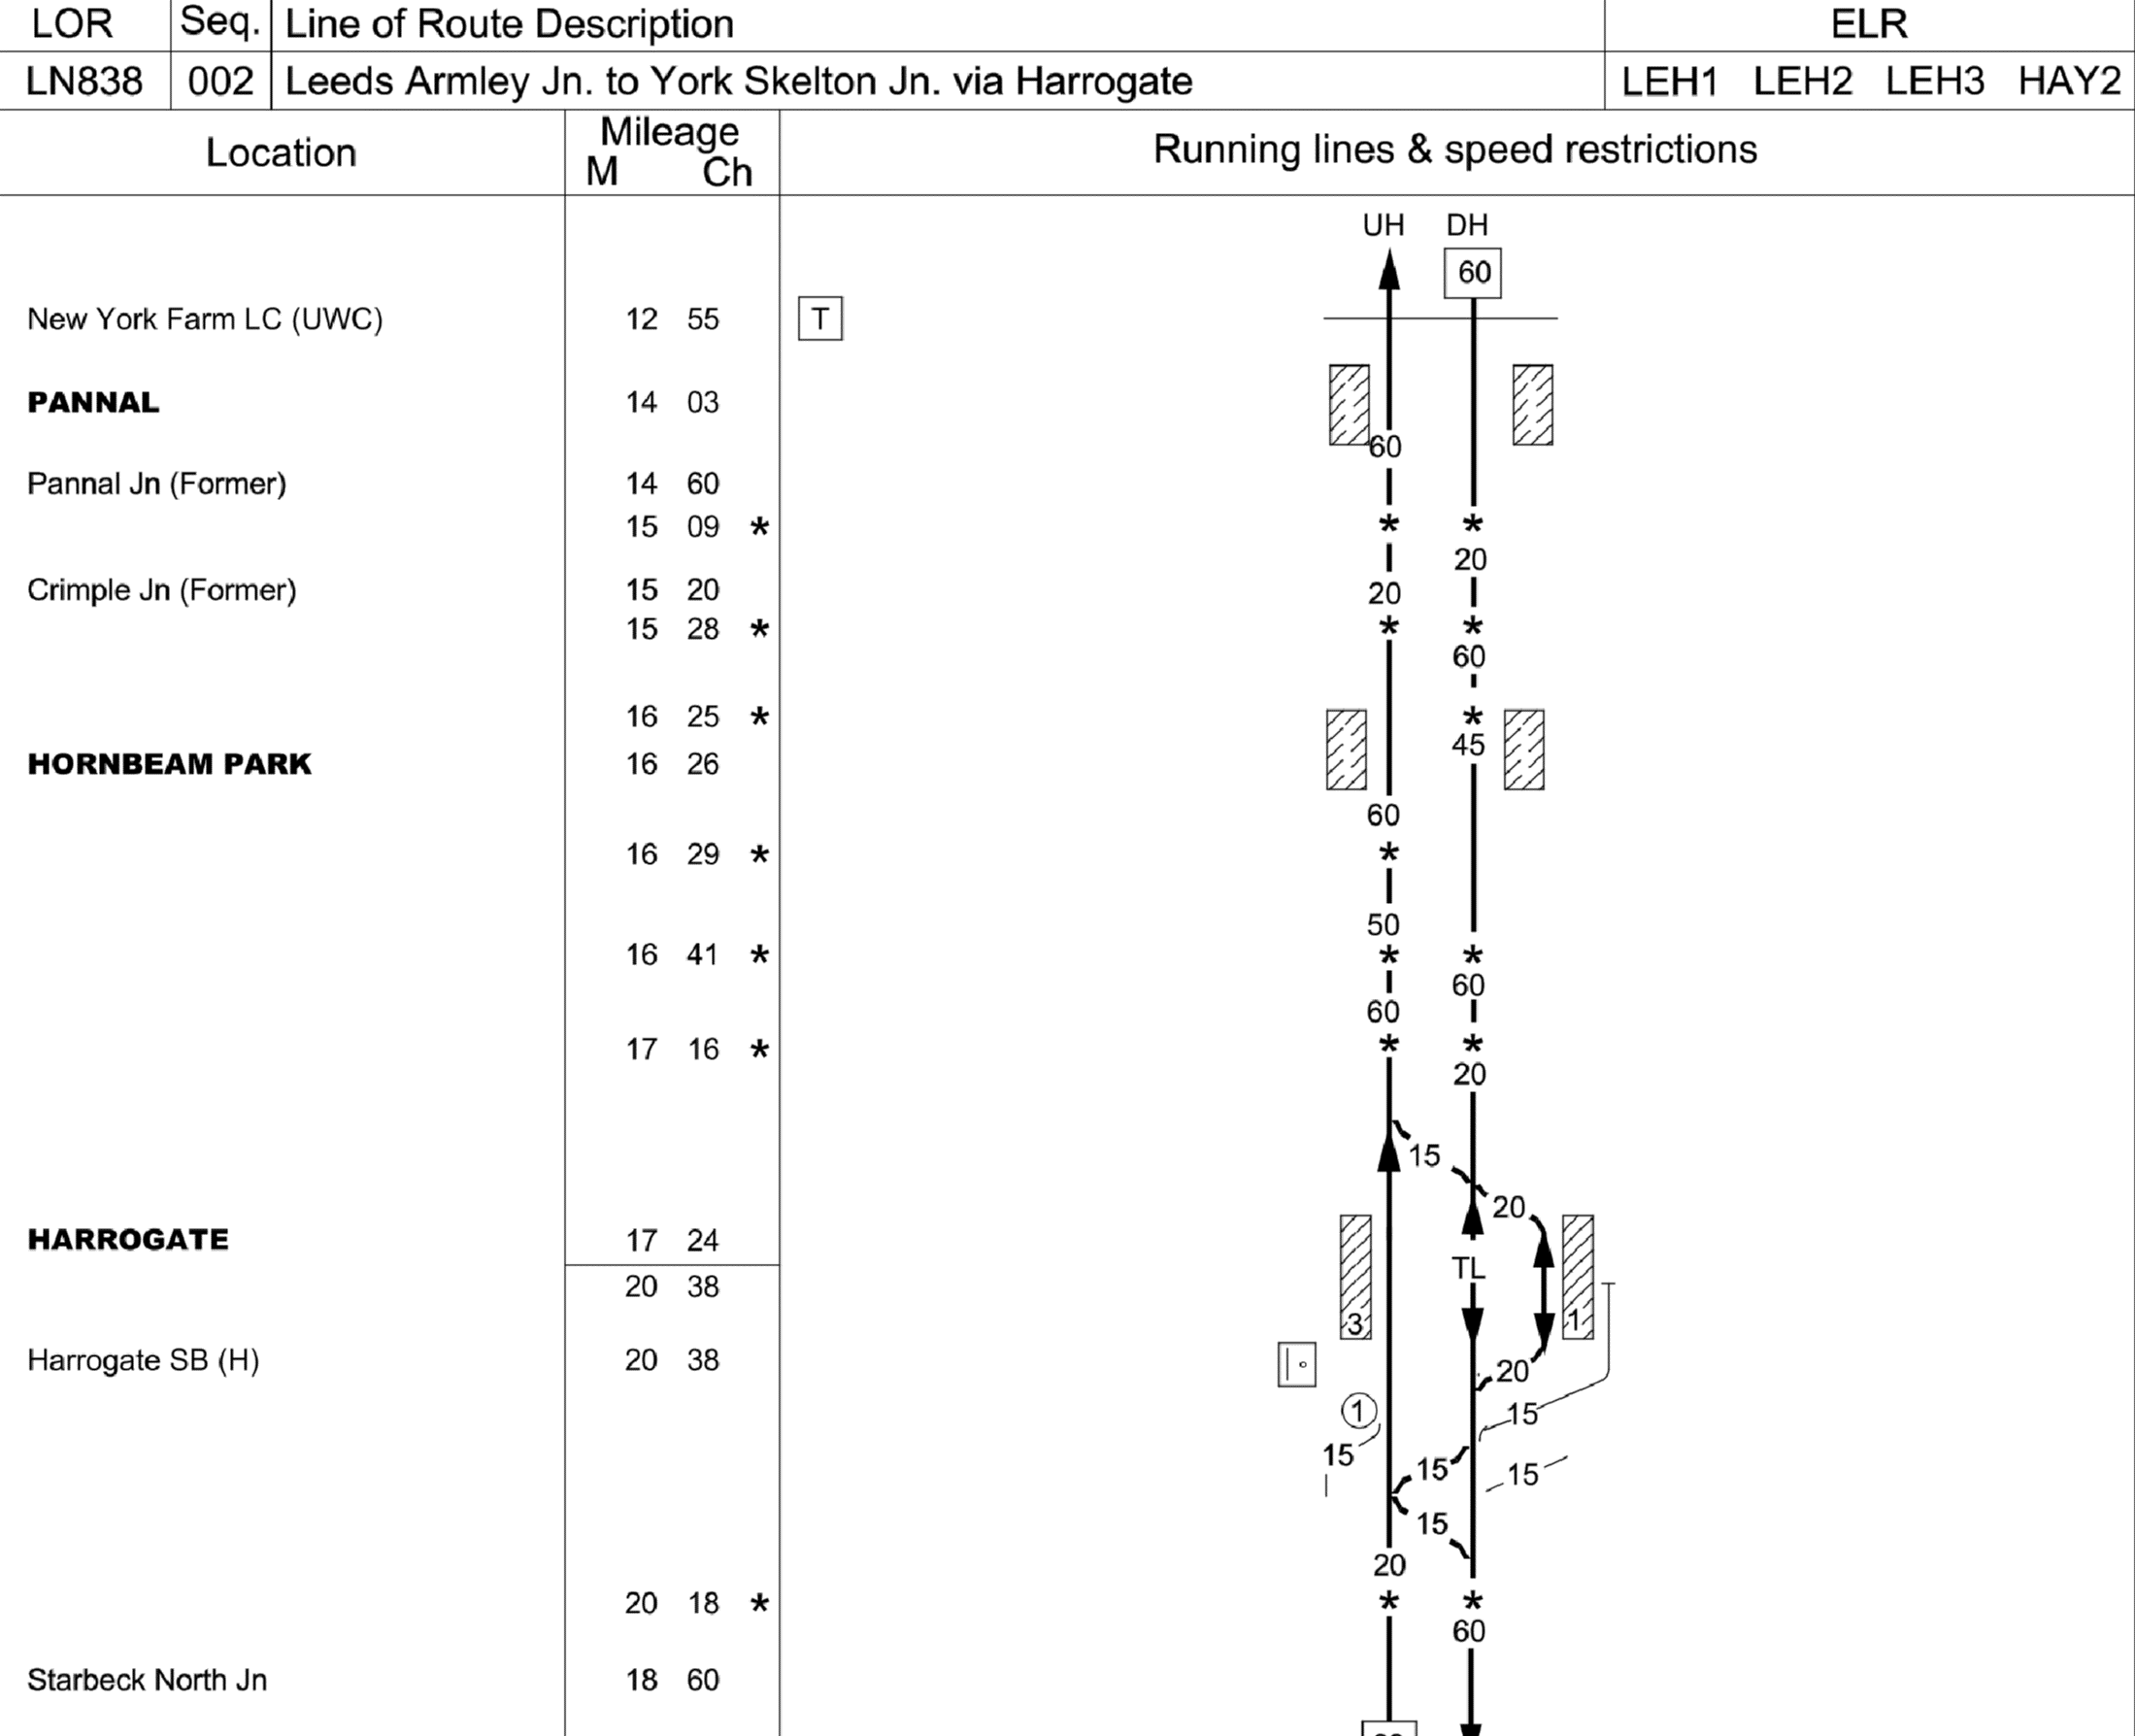 LOR Seq. Line of Route Description ELR
LN838 002 Leeds Armley Jn. to York Skelton Jn. via Harrogate LEH1 LEH2 LEH3 HAY2
Location Mileage Running lines & speed restrictions
M Ch
UH DH
60
New York Farm LC (UWC) 12 55 T
PANNAL 14 03
60
Pannal Jn (Former) 14 60
15 09 * * *
20
Crimple Jn (Former) 15 20 20
15 28 * * *
60
16 25 * *
45
HORNBEAM PARK 16 26
60
16 29 * *
50
16 41 * * *
60
60
17 16 * * *
20
15
20
HARROGATE 17 24
TL
20 38
3 1
Harrogate SB (H) 20 38
20
1 15
15
15 15
15
20
20 18 * * *
60
Starbeck North Jn 18 60